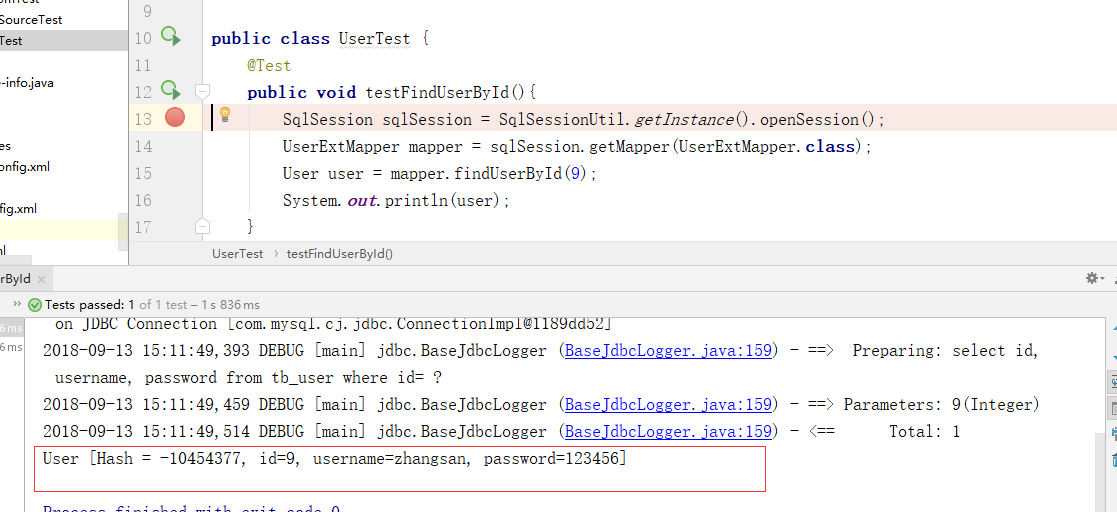 SourceTest
Test
e-info.java
es
onfig.xml
fig.xml
ml
9
10 public class UserTest {
11 @Test
12 public void testFindUserById(){
13 SqlSession sqlSession = SqlSessionUtil.getInstance().openSession();
14 UserExtMapper mapper = sqlSession.getMapper(UserExtMapper.class);
15 User user = mapper.findUserById(9);
16 System.out.println(user);
17 }
UserTest › testFindUserById()
rById ×
» Tests passed: 1 of 1 test – 1 s 836 ms
6 ms on JDBC Connection [com.mysql.cj.jdbc.ConnectionImpl@1189dd52]
6 ms 2018-09-13 15:11:49,393 DEBUG [main] jdbc.BaseJdbcLogger (BaseJdbcLogger.java:159) - ==>  Preparing: select id,
username, password from tb_user where id= ?
2018-09-13 15:11:49,459 DEBUG [main] jdbc.BaseJdbcLogger (BaseJdbcLogger.java:159) - ==> Parameters: 9(Integer)
2018-09-13 15:11:49,514 DEBUG [main] jdbc.BaseJdbcLogger (BaseJdbcLogger.java:159) - <==      Total: 1
User [Hash = -10454377, id=9, username=zhangsan, password=123456]
Process finished with exit code 0